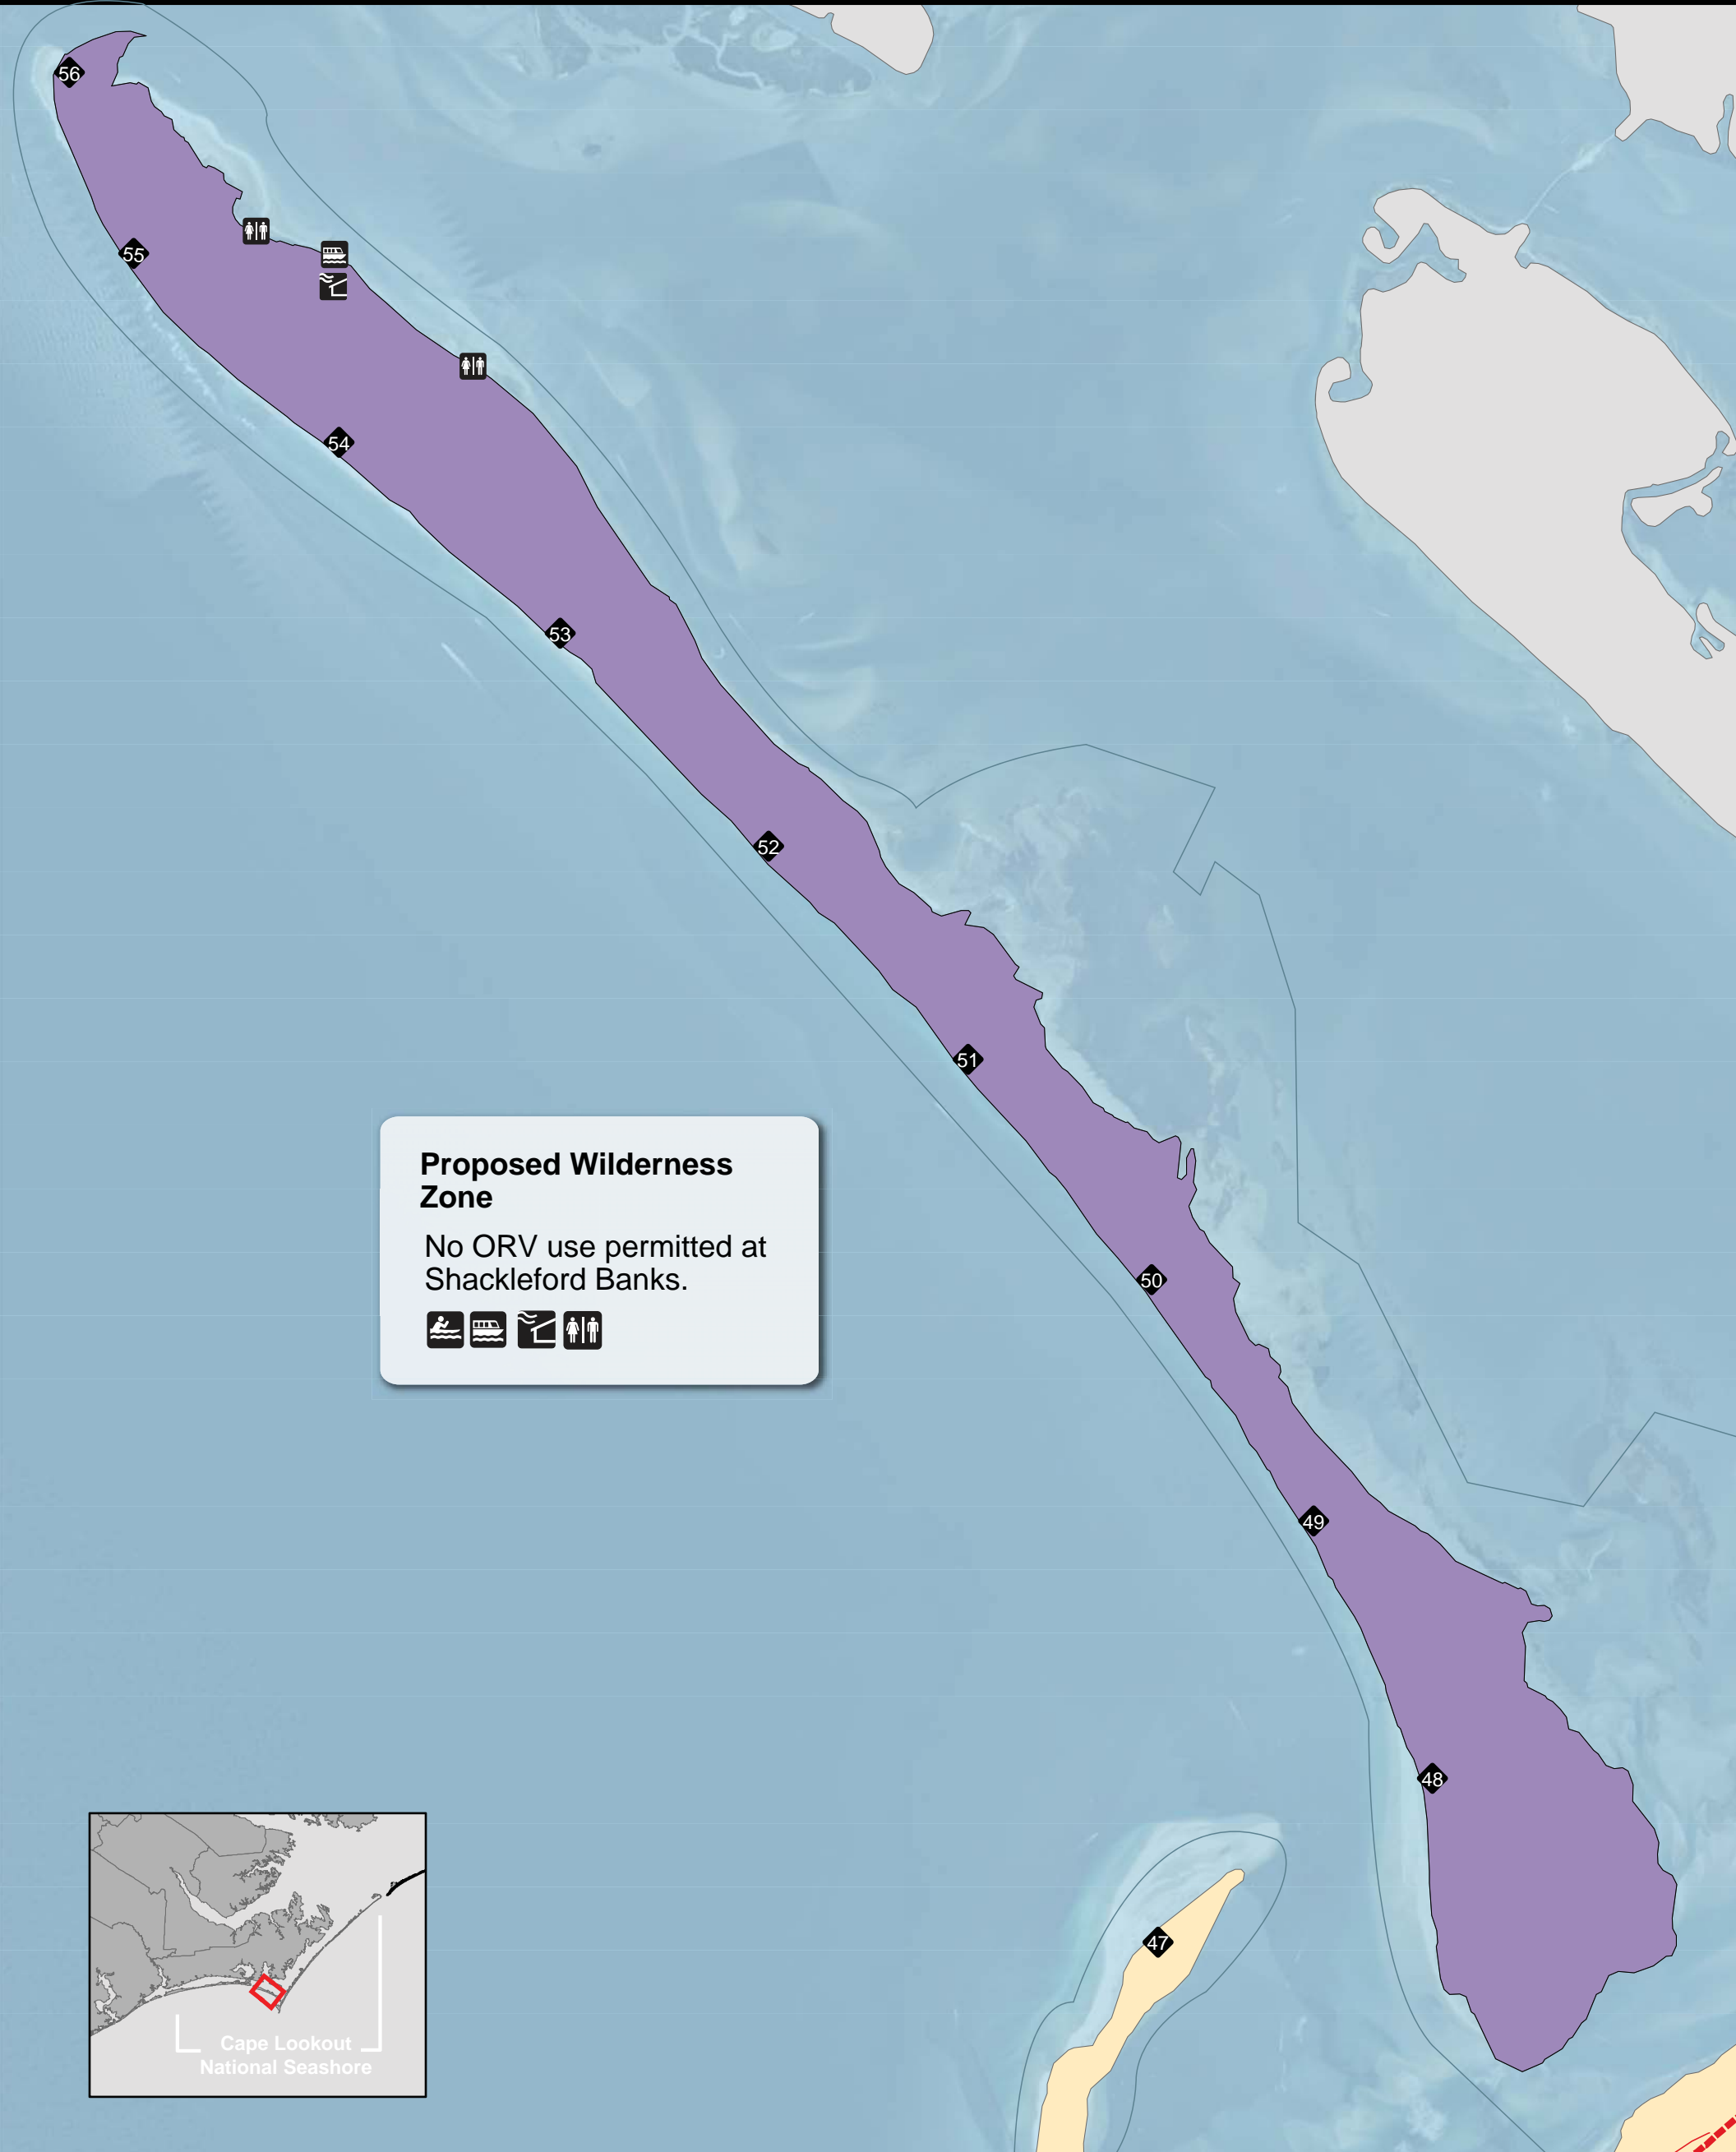 56
55
54
53
52
51
Proposed Wilderness
Zone
No ORV use permitted at
Shackleford Banks.
50
49
48
47
Cape Lookout
National Seashore